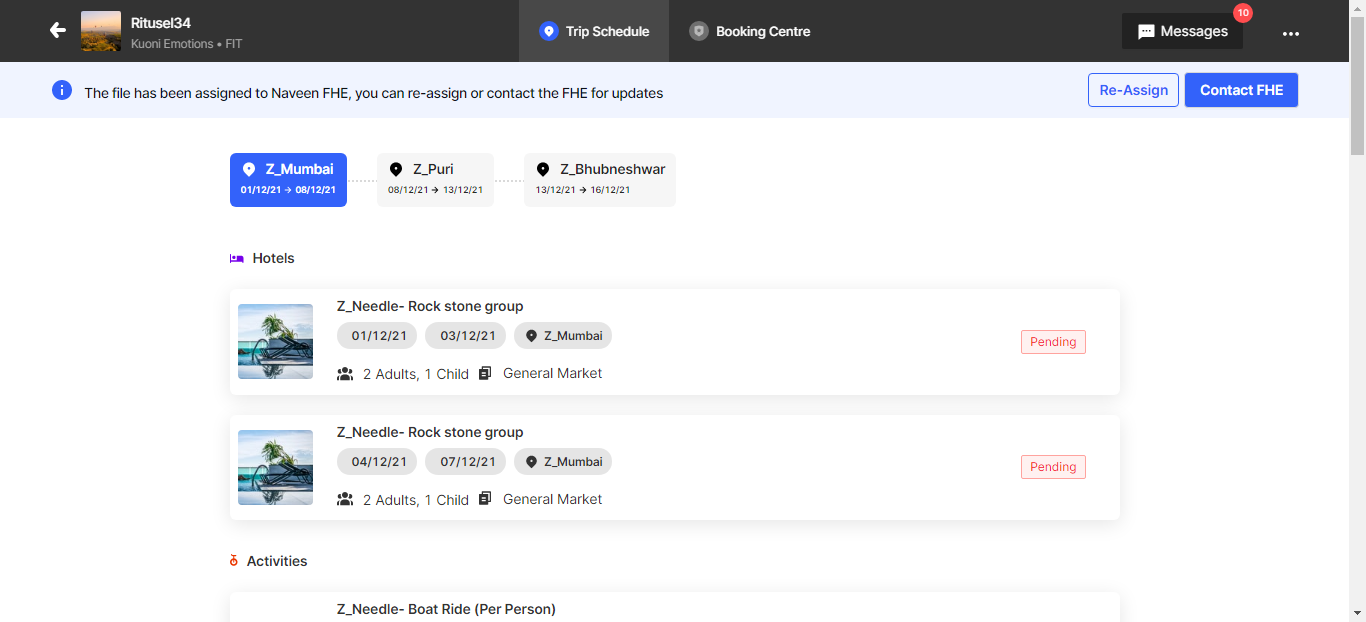 Ritusel34
Kuoni Emotions • FIT
Trip Schedule
Booking Centre
Messages
10
The file has been assigned to Naveen FHE, you can re-assign or contact the FHE for updates
Re-Assign
Contact FHE
Z_Mumbai
01/12/21 → 08/12/21
Z_Puri
08/12/21 → 13/12/21
Z_Bhubneshwar
13/12/21 → 16/12/21
Hotels
Z_Needle- Rock stone group
01/12/21 03/12/21 Z_Mumbai
2 Adults, 1 Child General Market
Pending
Z_Needle- Rock stone group
04/12/21 07/12/21 Z_Mumbai
2 Adults, 1 Child General Market
Pending
Activities
Z_Needle- Boat Ride (Per Person)